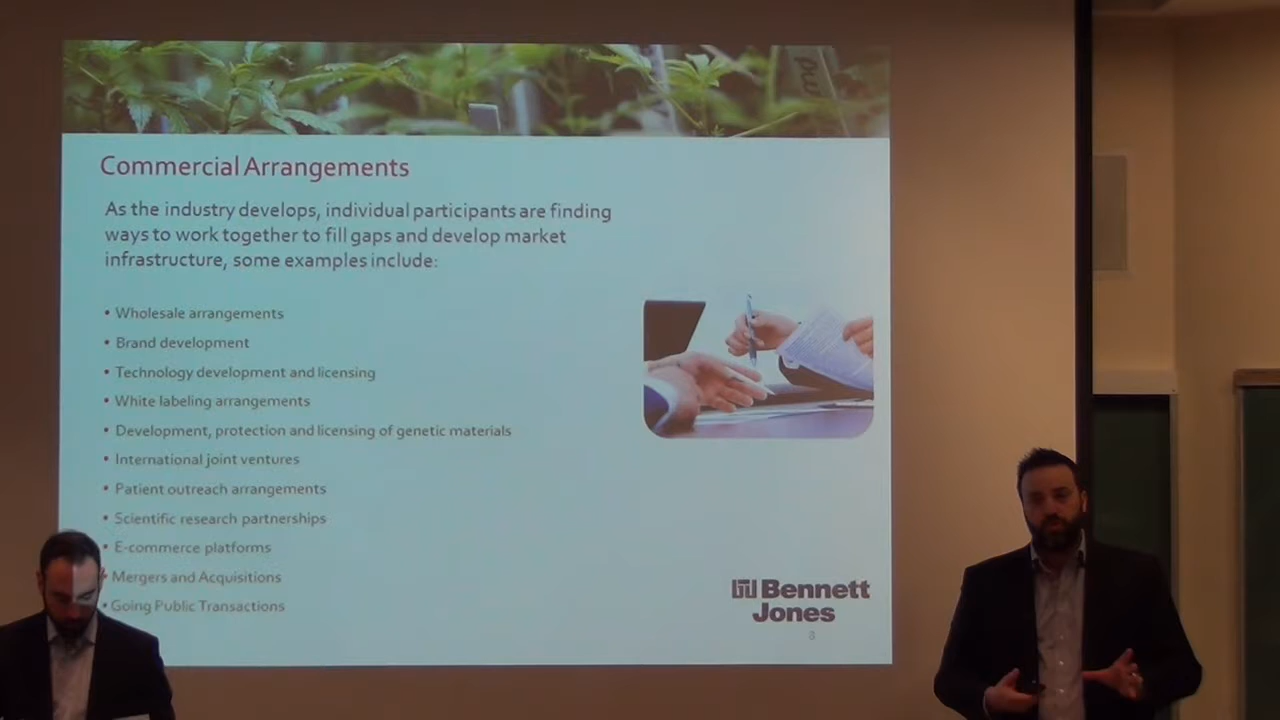 Commercial Arrangements
As the industry develops, individual participants are finding
ways to work together to fill gaps and develop market
infrastructure, some examples include:
• Wholesale arrangements
• Brand development
• Technology development and licensing
• White labeling arrangements
• Development, protection and licensing of genetic materials
• International joint ventures
• Patient outreach arrangements
• Scientific research partnerships
• E-commerce platforms
• Mergers and Acquisitions
• Going Public Transactions
Bennett
Jones
8